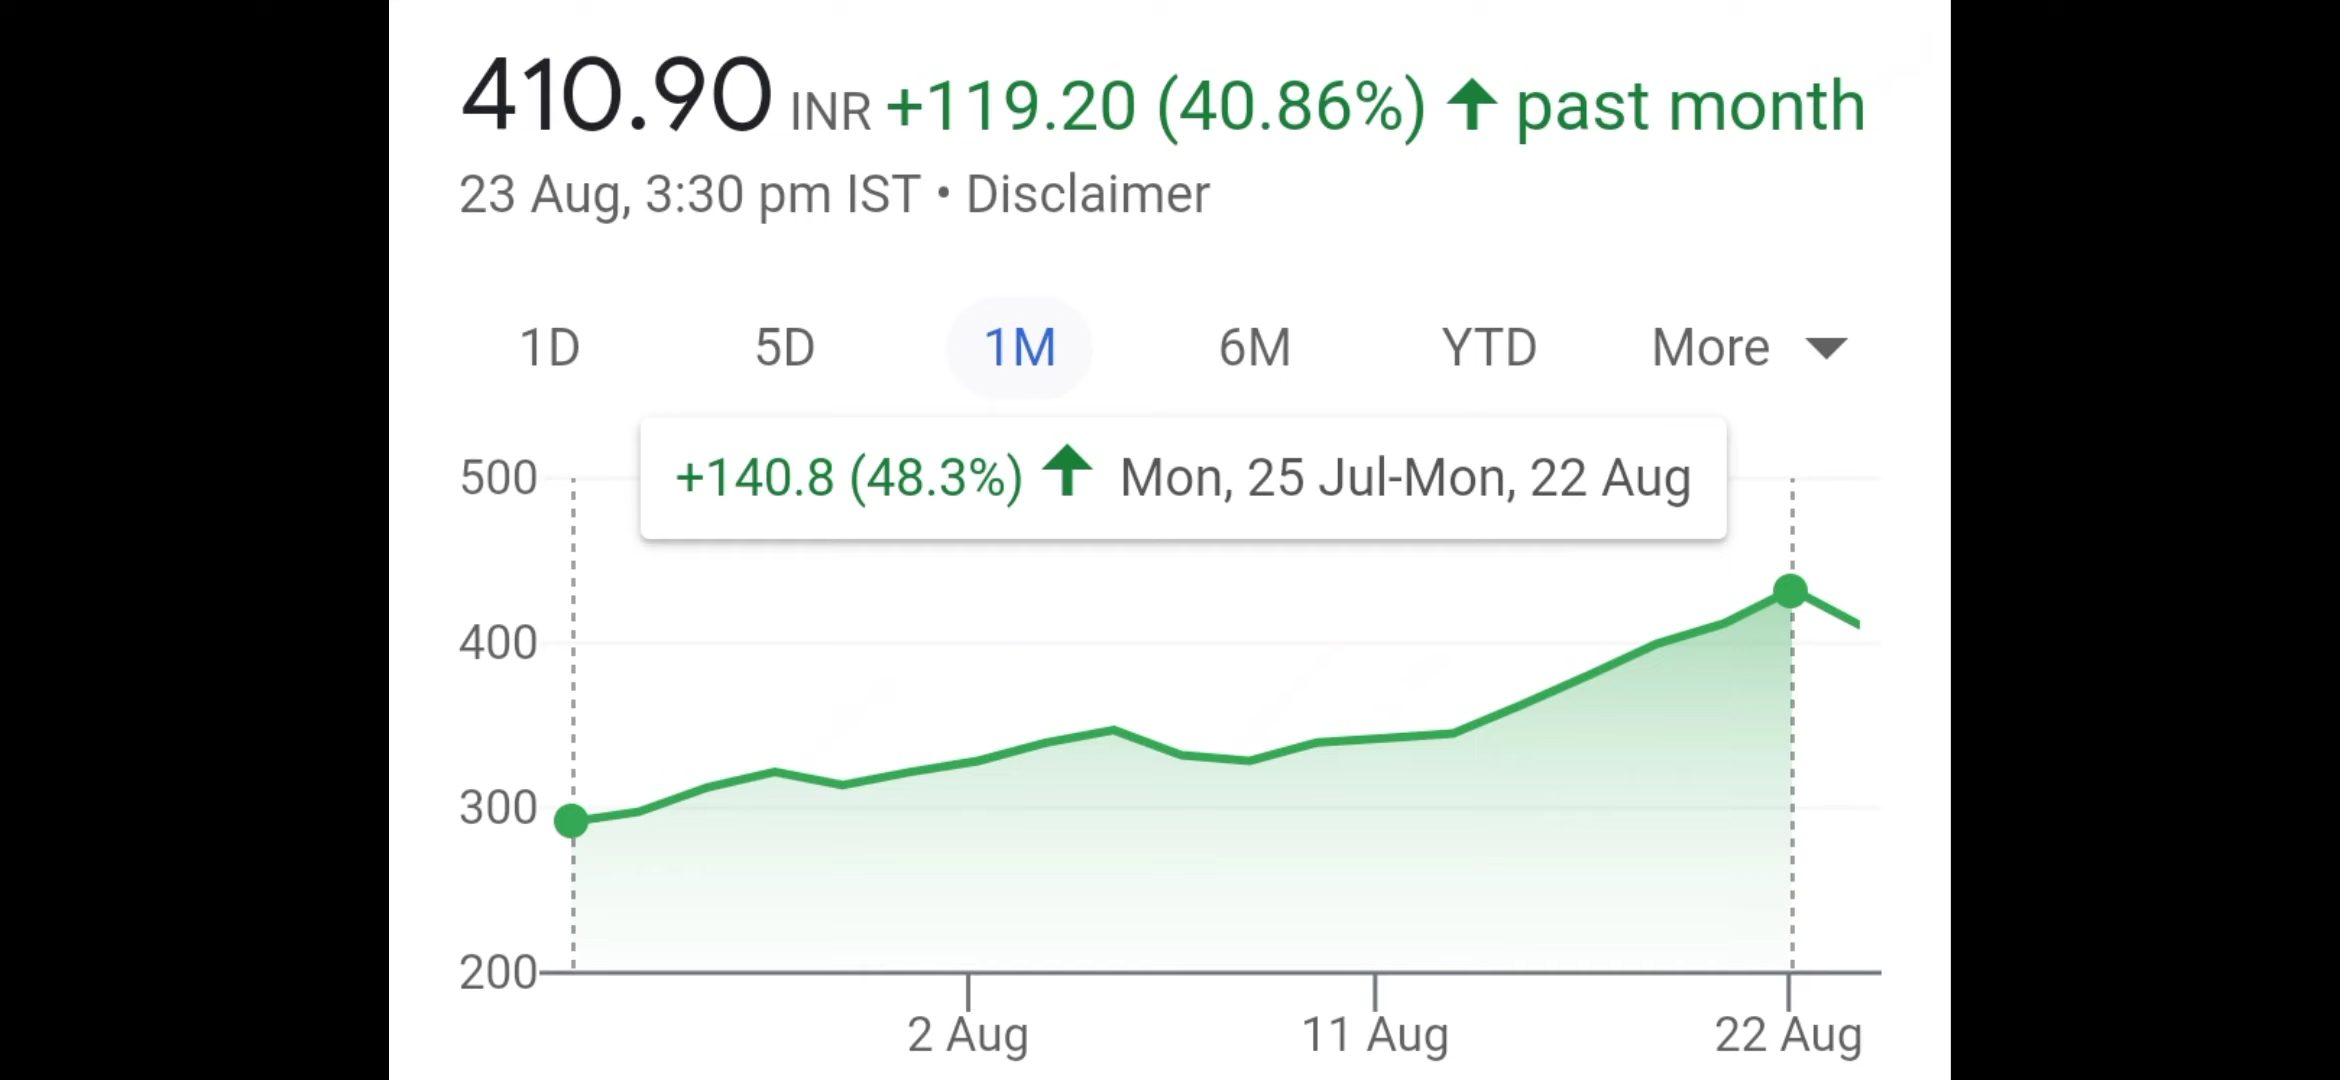 410.90 INR +119.20 (40.86%) ↑ past month
23 Aug, 3:30 pm IST • Disclaimer
1D 5D 1M 6M YTD More
+140.8 (48.3%) ↑ Mon, 25 Jul-Mon, 22 Aug
500
400
300
200
2 Aug 11 Aug 22 Aug